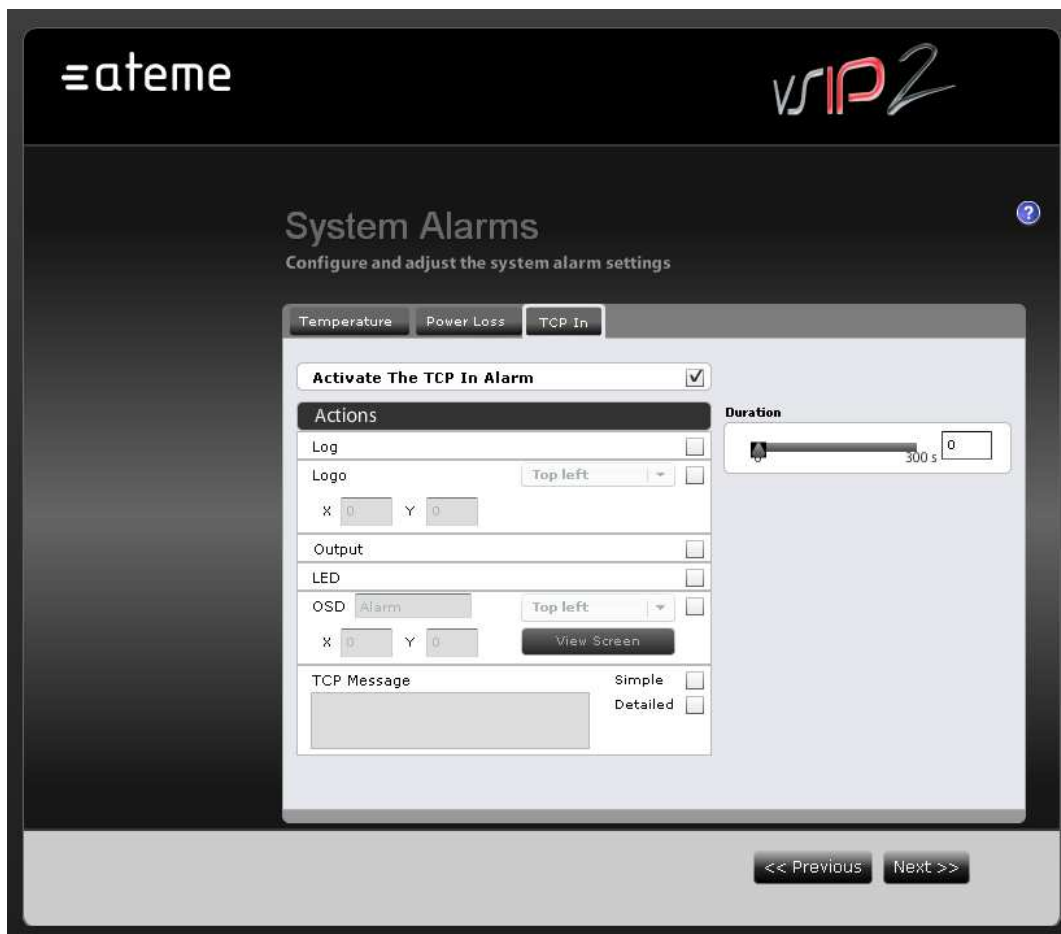 ateme
vsIP2
System Alarms
?
Configure and adjust the system alarm settings
Temperature Power Loss TCP In
Activate The TCP In Alarm
Actions
Duration
Log
0 300 s 0
Logo Top left
X 0 Y 0
Output
LED
OSD Alarm Top left
X 0 Y 0 View Screen
TCP Message Simple
Detailed
<< Previous Next >>